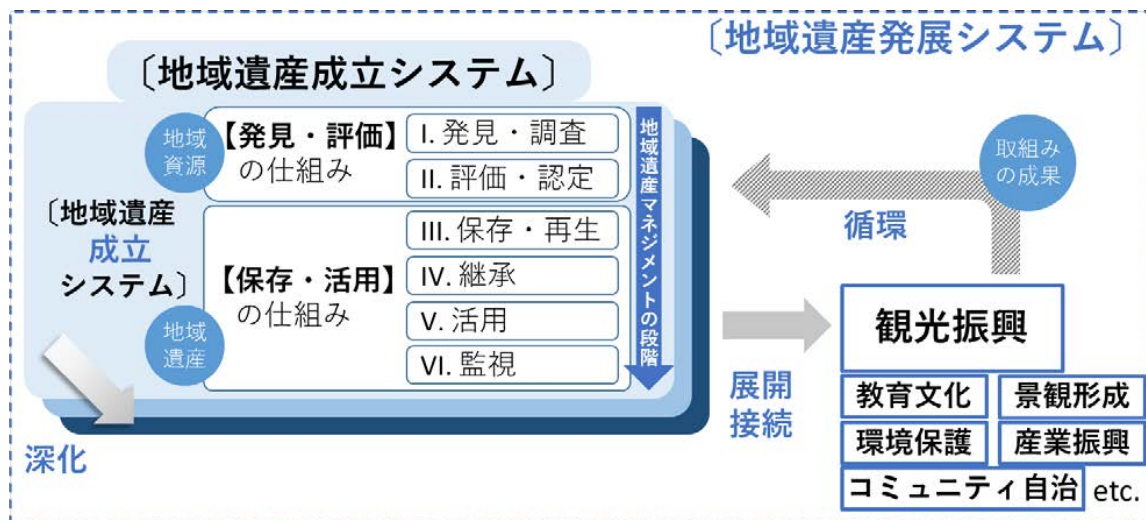 〔地域遺産発展システム〕
〔地域遺産成立システム〕
地域
資源
【発見・評価】
の仕組み
I. 発見・調査
II. 評価・認定
〔地域遺産
成立
システム〕
地域
遺産
【保存・活用】
の仕組み
III. 保存・再生
IV. 継承
V. 活用
VI. 監視
地域遺産マネジメントの段階
深化
展開
接続
取組み
の成果
循環
観光振興
教育文化
景観形成
環境保護
産業振興
コミュニティ自治 etc.